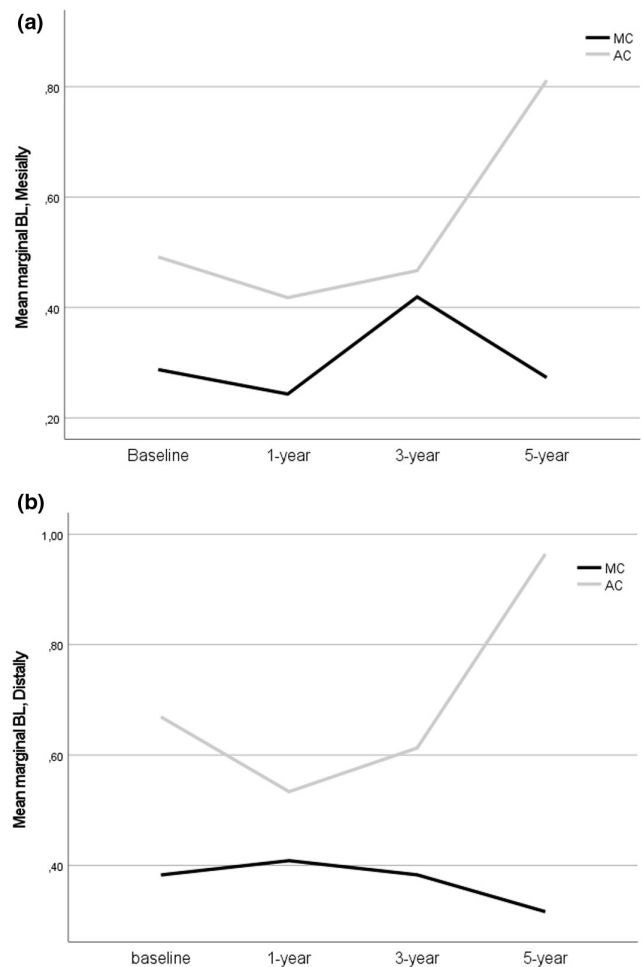 (a)
MC
AC
Mean marginal BL, Mesially
,80
,60
,40
,20
Baseline 1-year 3-year 5-year
(b)
MC
AC
Mean marginal BL, Distally
1,00
,80
,60
,40
baseline 1-year 3-year 5-year